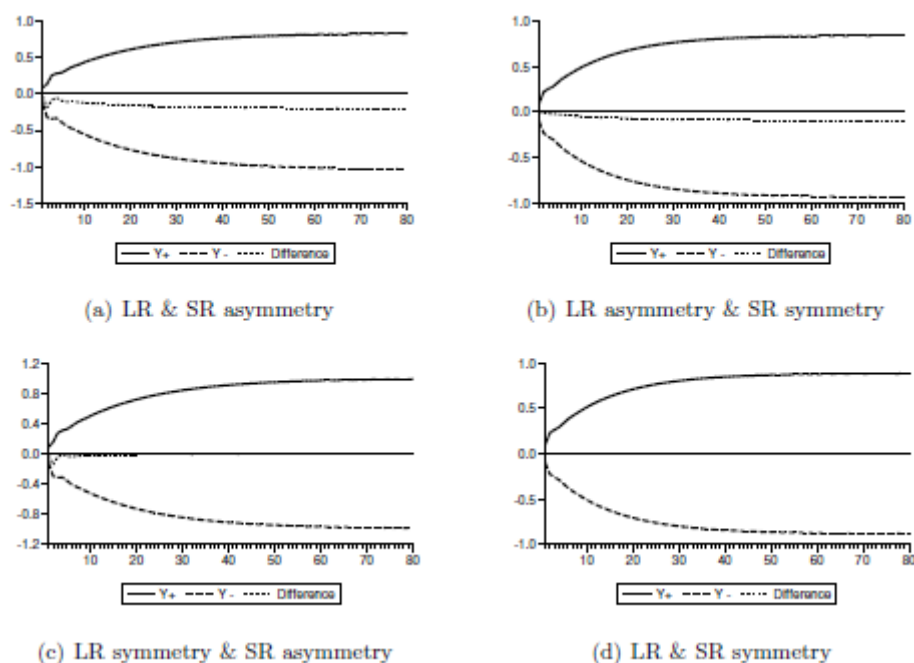 1.0
0.5
0.0
-0.5
-1.0
-1.5
10 20 30 40 50 60 70 80
Y+ Y - Difference
(a) LR & SR asymmetry
1.0
0.5
0.0
-0.5
-1.0
10 20 30 40 50 60 70 80
Y+ Y - Difference
(b) LR asymmetry & SR symmetry
1.2
0.8
0.4
0.0
-0.4
-0.8
-1.2
10 20 30 40 50 60 70 80
Y+ Y - Difference
(c) LR symmetry & SR asymmetry
1.0
0.5
0.0
-0.5
-1.0
10 20 30 40 50 60 70 80
Y+ Y - Difference
(d) LR & SR symmetry